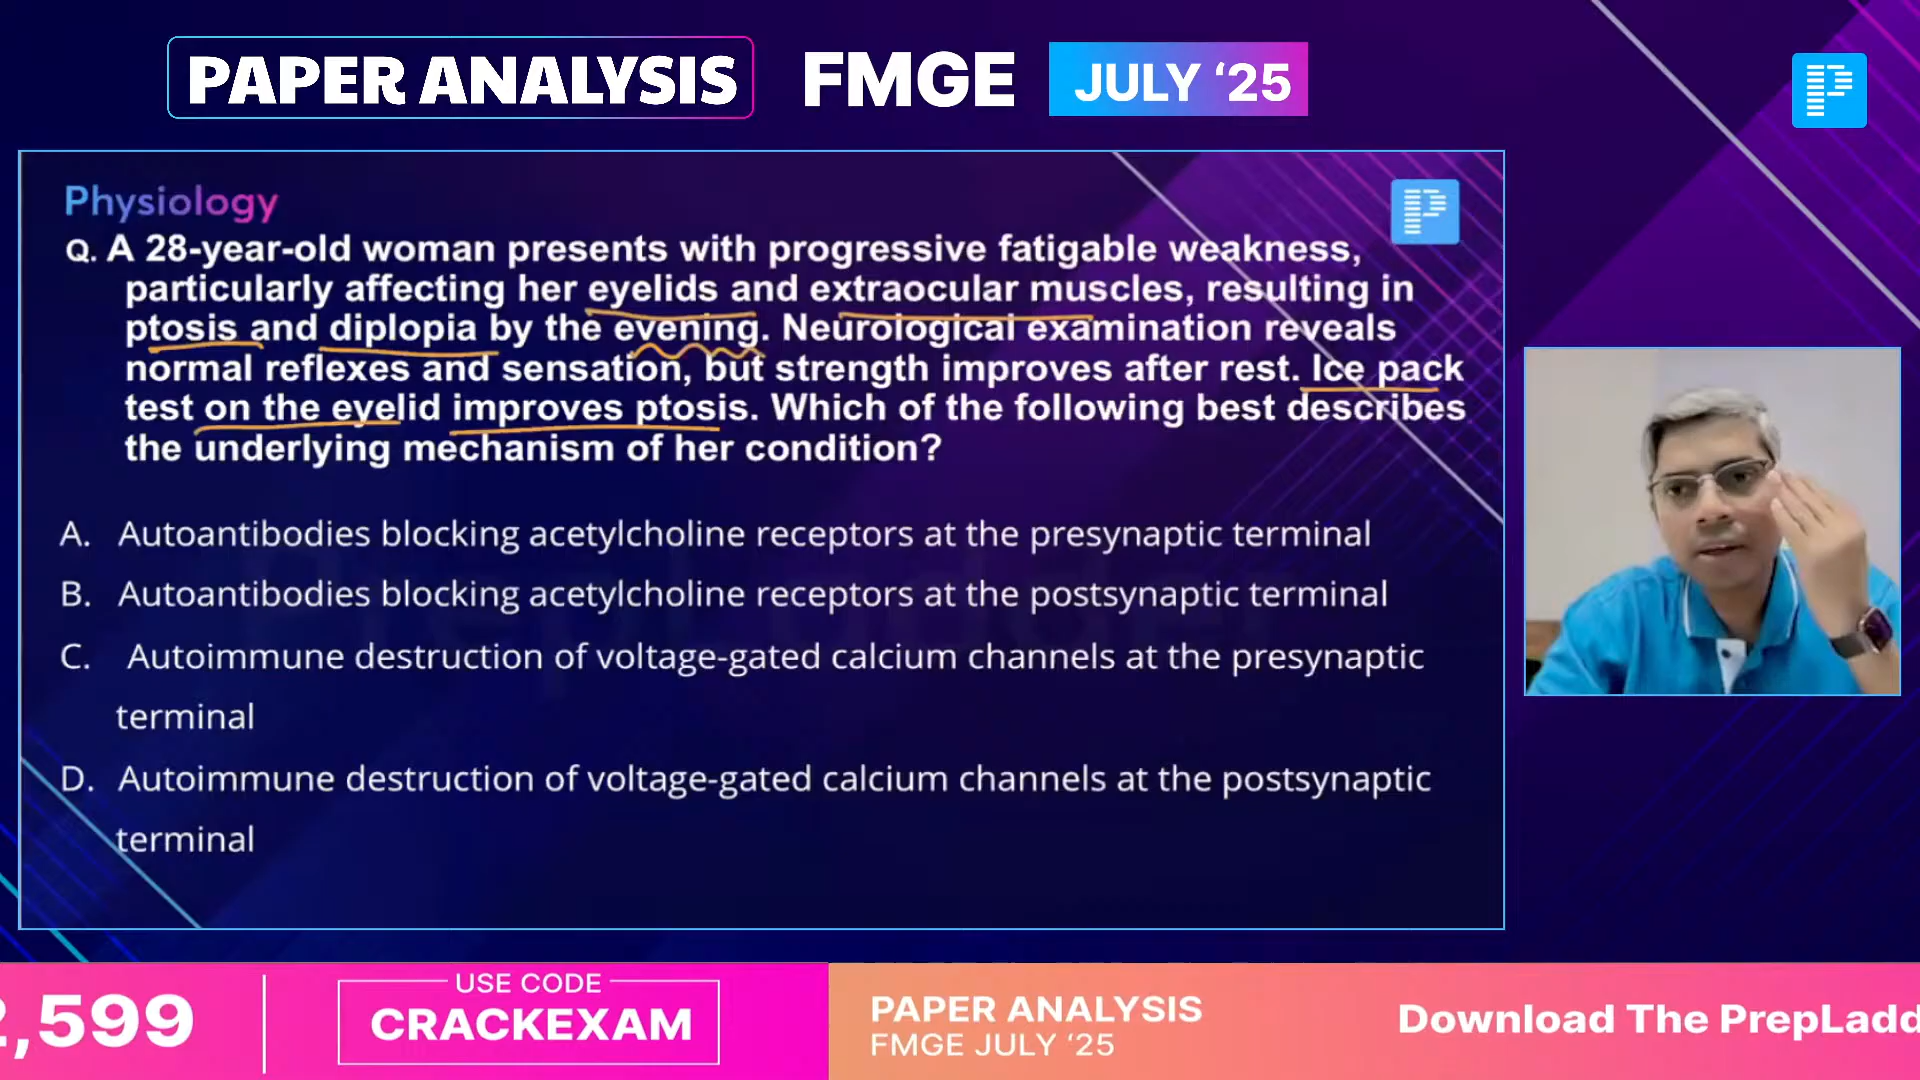 PAPER ANALYSIS FMGE JULY ‘25
Physiology
Q. A 28-year-old woman presents with progressive fatigable weakness,
particularly affecting her eyelids and extraocular muscles, resulting in
ptosis and diplopia by the evening. Neurological examination reveals
normal reflexes and sensation, but strength improves after rest. Ice pack
test on the eyelid improves ptosis. Which of the following best describes
the underlying mechanism of her condition?
A. Autoantibodies blocking acetylcholine receptors at the presynaptic terminal
B. Autoantibodies blocking acetylcholine receptors at the postsynaptic terminal
C. Autoimmune destruction of voltage-gated calcium channels at the presynaptic
terminal
D. Autoimmune destruction of voltage-gated calcium channels at the postsynaptic
terminal
PrepLadder
2,599
USE CODE
CRACKEXAM
PAPER ANALYSIS
FMGE JULY ‘25
Download The PrepLadd